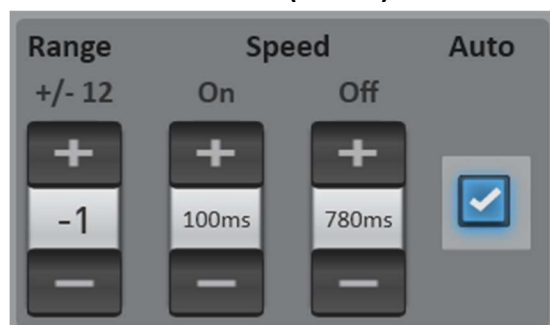 Range Speed Auto
+/- 12 On Off
+ + +
-1 100ms 780ms
− − −